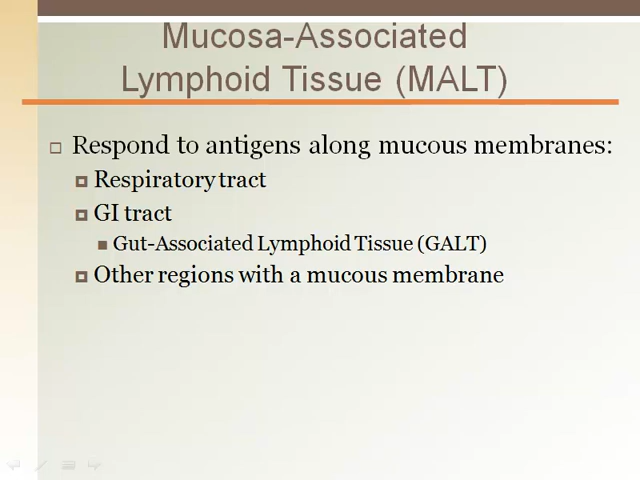 Mucosa-Associated
Lymphoid Tissue (MALT)
Respond to antigens along mucous membranes:
Respiratory tract
GI tract
Gut-Associated Lymphoid Tissue (GALT)
Other regions with a mucous membrane